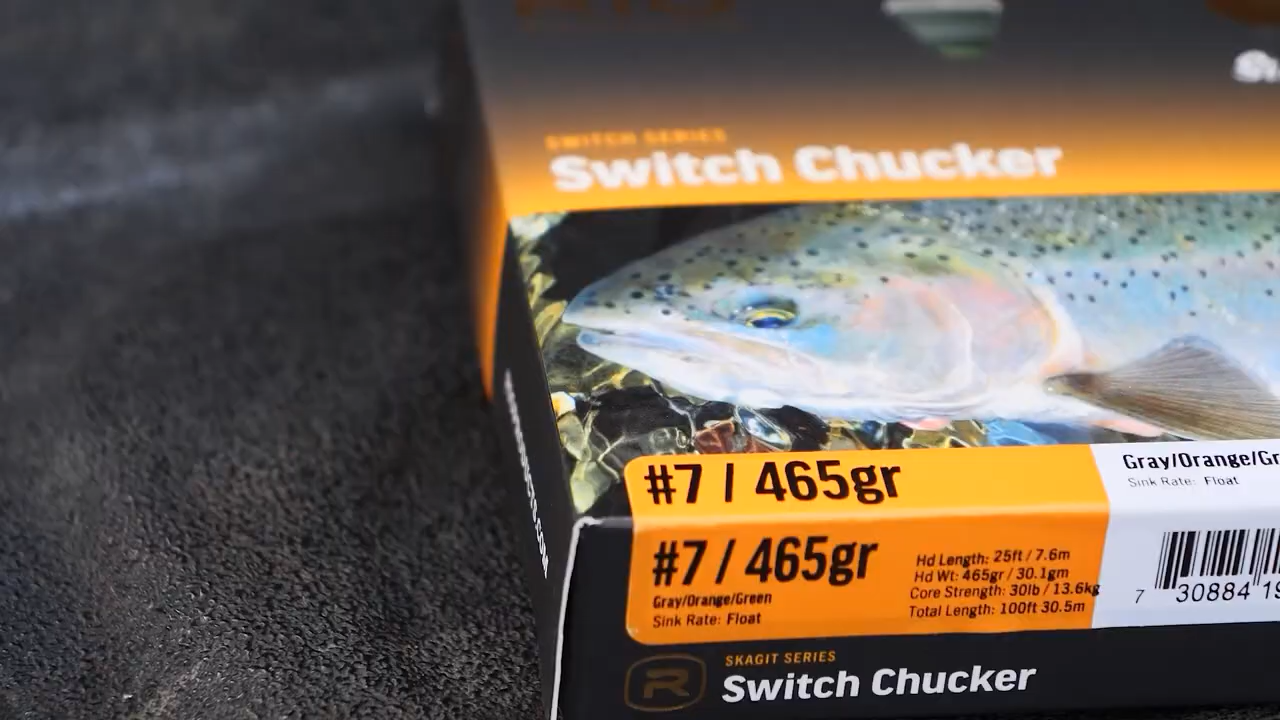 RIO
SWITCH SERIES
Switch Chucker
#7 / 465gr
Gray/Orange/Gr
Sink Rate: Float
#7 / 465gr
Gray/Orange/Green
Sink Rate: Float
Hd Length: 25ft / 7.6m
Hd Wt: 465gr / 30.1gm
Core Strength: 30lb / 13.6kg
Total Length: 100ft 30.5m
7 30884 19
SKAGIT SERIES
Switch Chucker